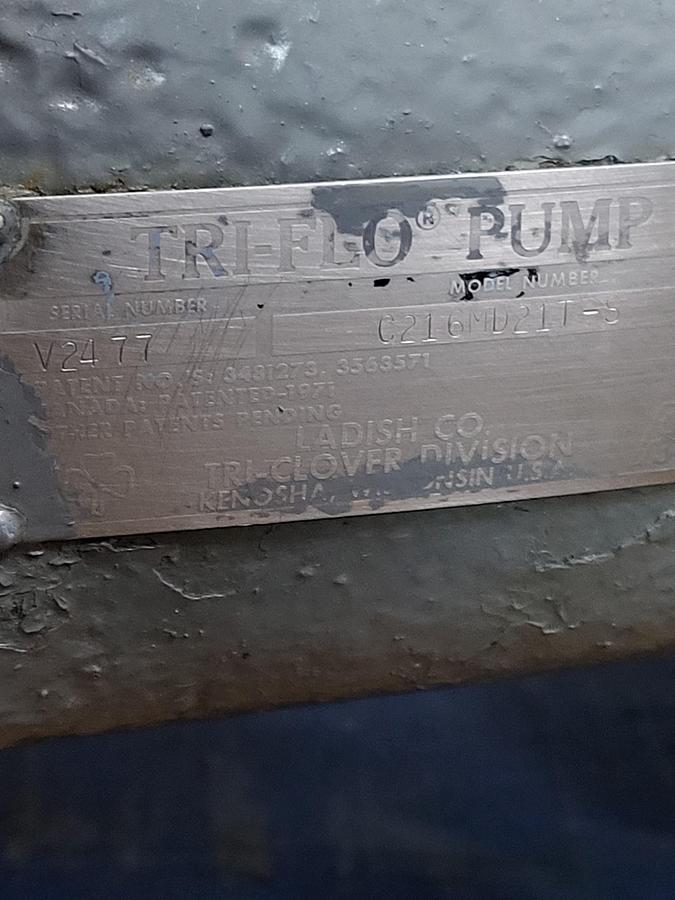 TRI-FLO® PUMP
SERIAL NUMBER MODEL NUMBER
V2477 C216MD21T-S
PATENT NO.'S: 3481273, 3563571
CANADA: PATENTED-1971
OTHER PATENTS PENDING
LADISH CO.
TRI-CLOVER DIVISION
KENOSHA, U.S.A.